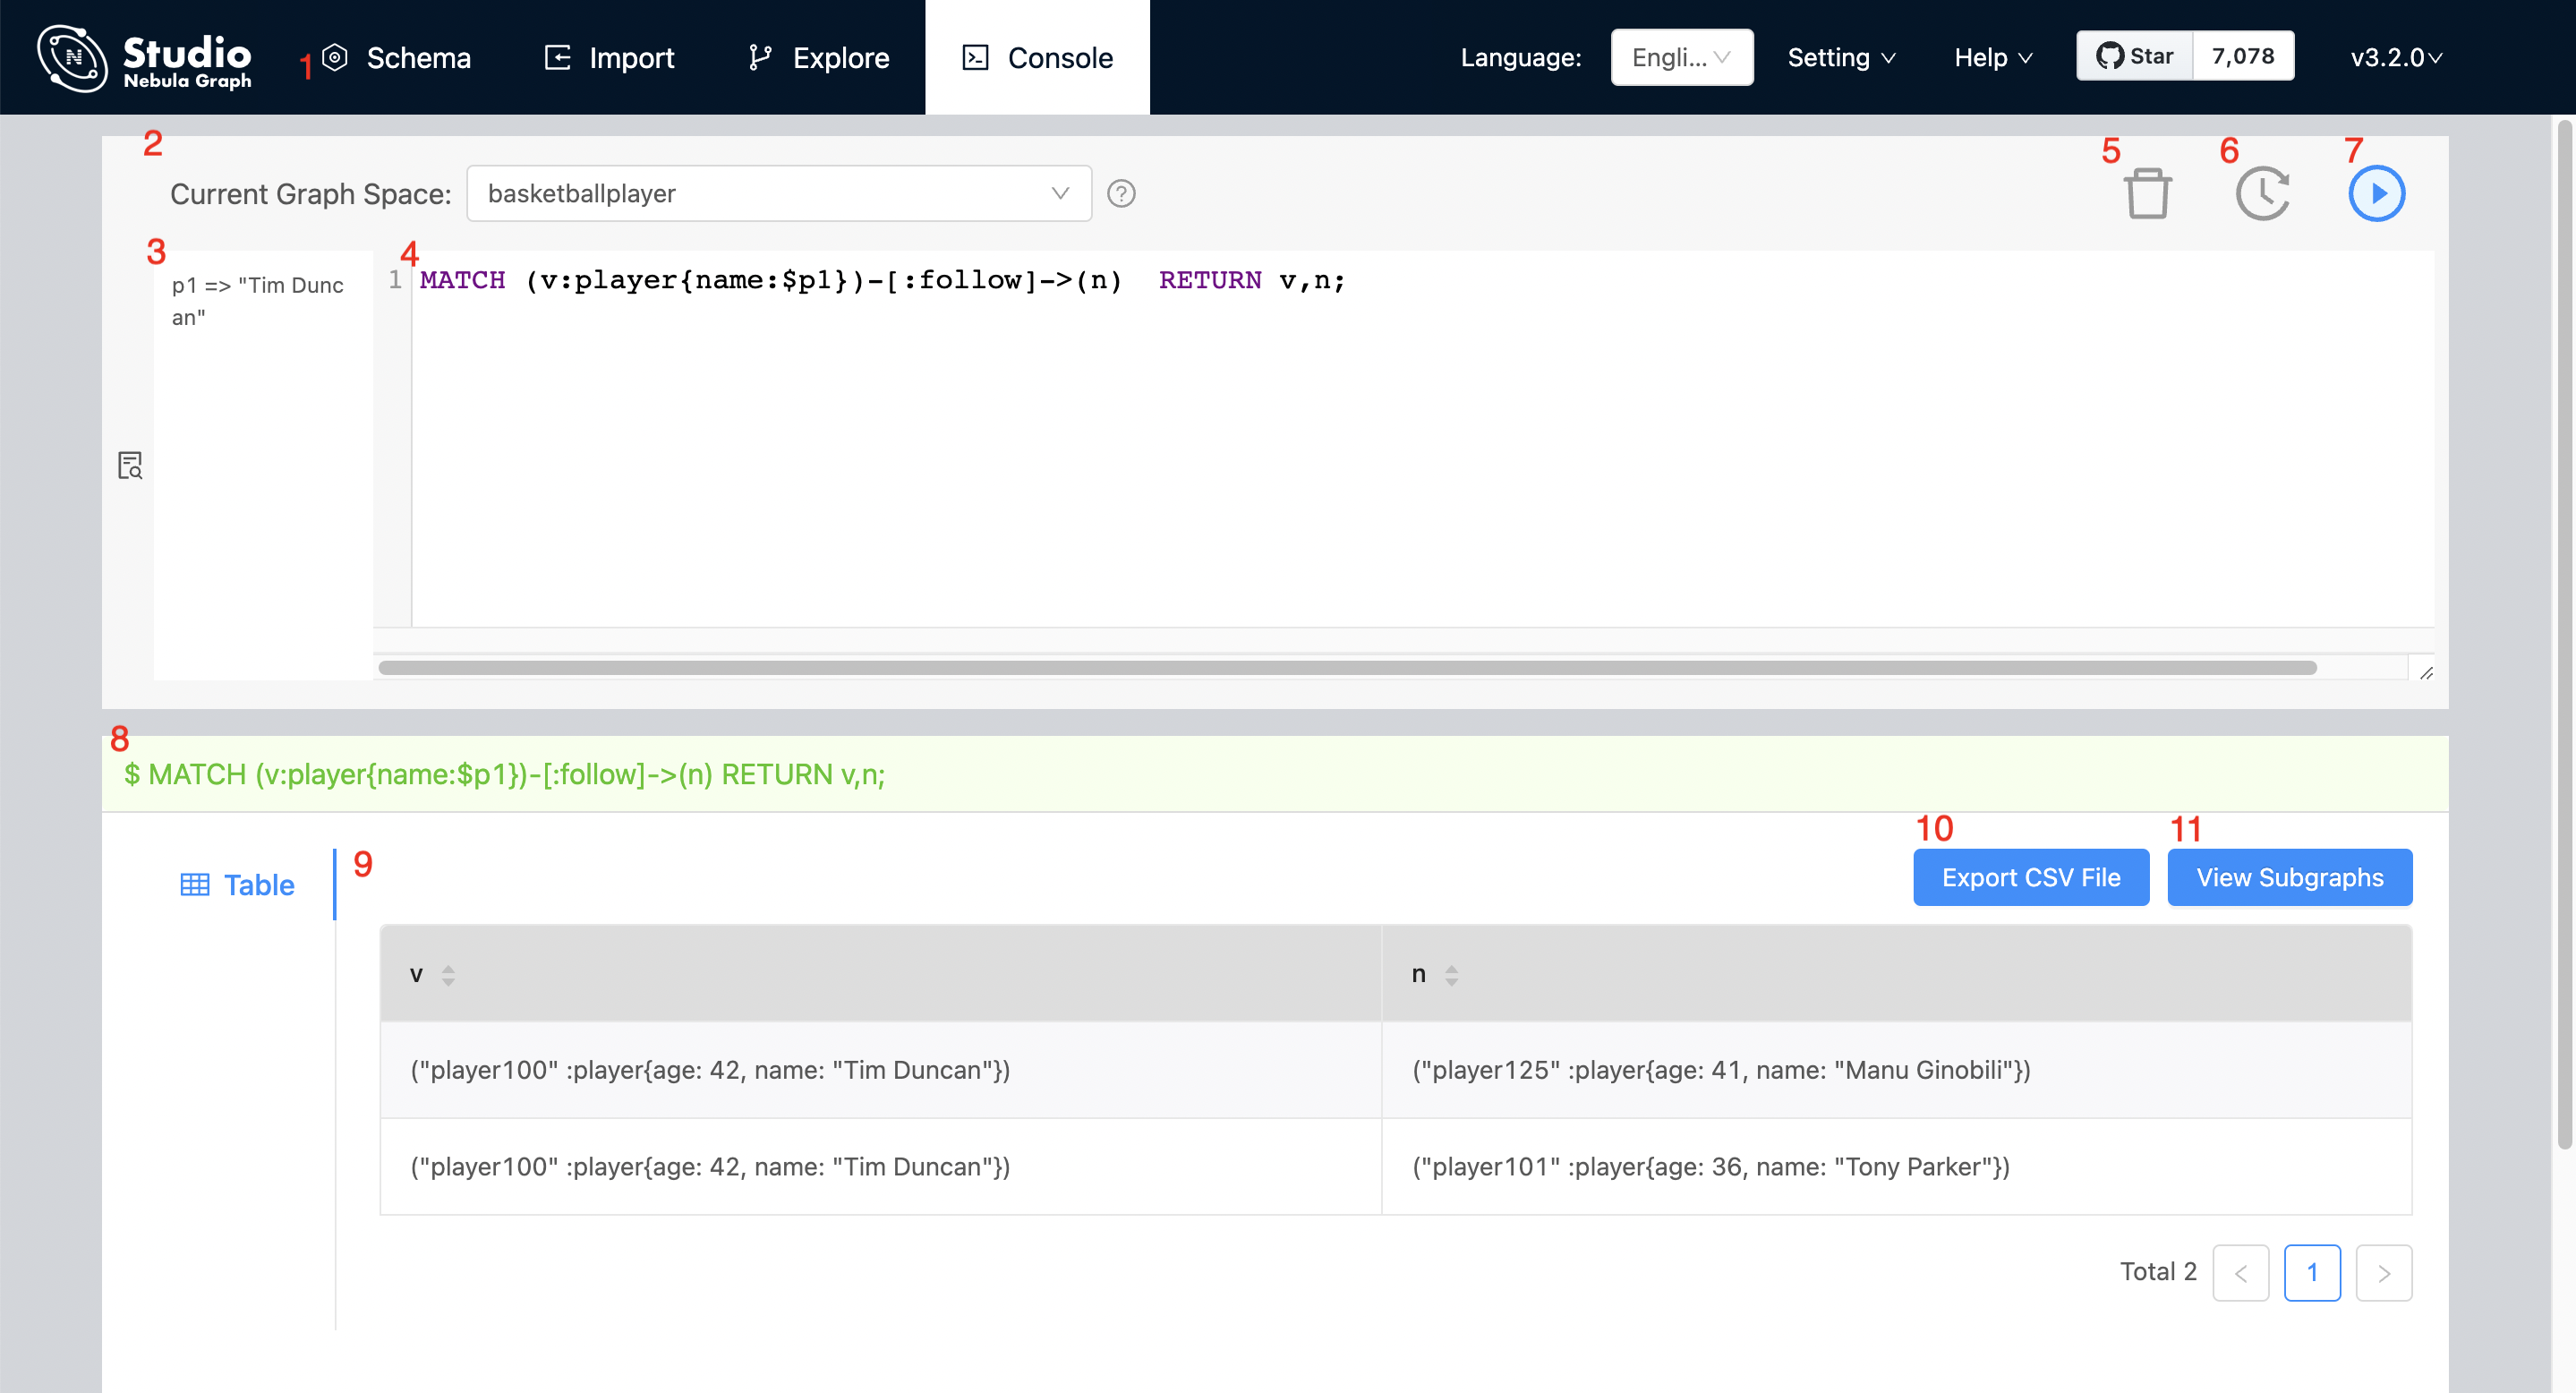 Studio
Nebula Graph
1 Schema Import Explore Console Language: Engli... Setting Help Star 7,078 v3.2.0
2 5 6 7
Current Graph Space: basketballplayer ?
3 4
p1 => "Tim Dunc
an"
1 MATCH (v:player{name:$p1})-[:follow]->(n)  RETURN v,n;
8
$ MATCH (v:player{name:$p1})-[:follow]->(n) RETURN v,n;
9 10 11
Table Export CSV File View Subgraphs
v n
("player100" :player{age: 42, name: "Tim Duncan"}) ("player125" :player{age: 41, name: "Manu Ginobili"})
("player100" :player{age: 42, name: "Tim Duncan"}) ("player101" :player{age: 36, name: "Tony Parker"})
Total 2 < 1 >